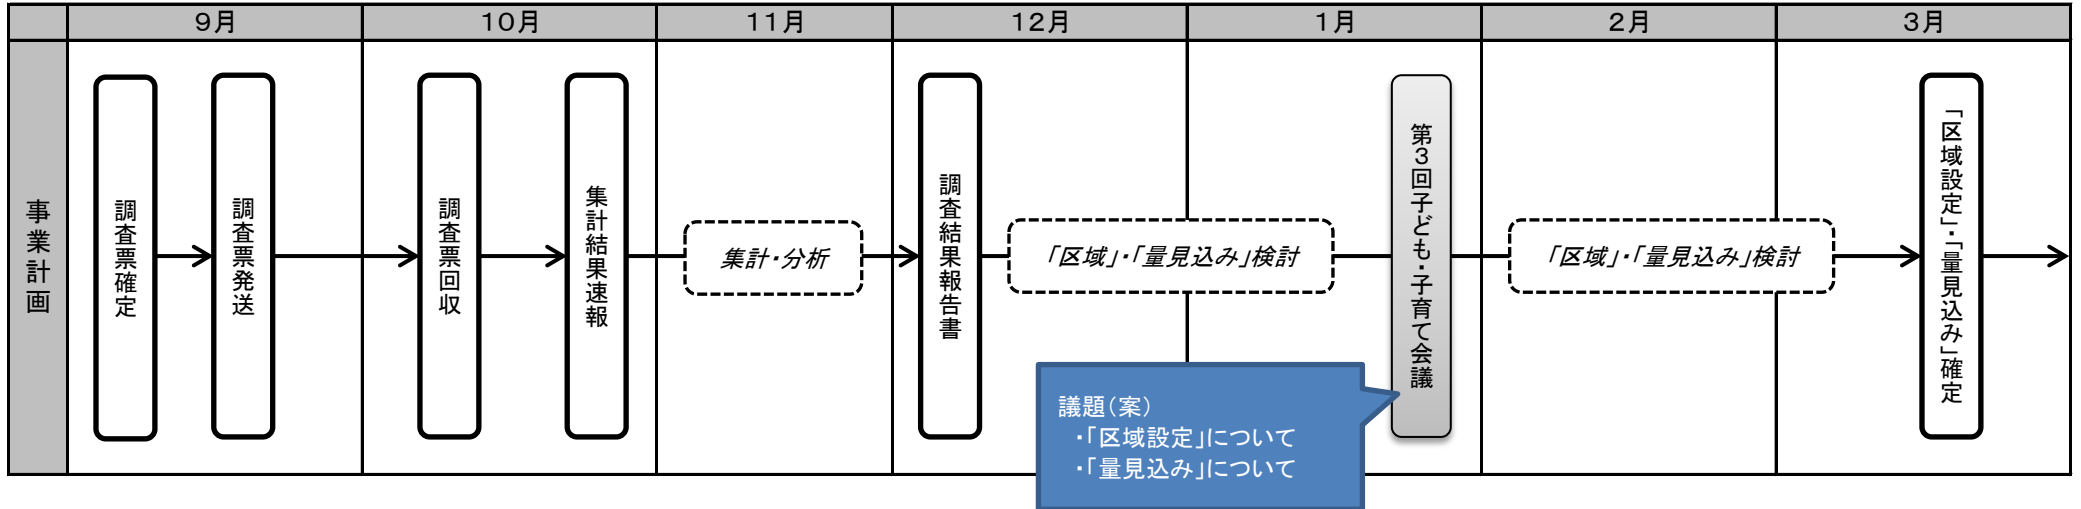 9月
10月
11月
12月
1月
2月
3月
事業計画
調査票確定
調査票発送
調査票回収
集計結果速報
集計・分析
調査結果報告書
「区域」・「量見込み」検討
第3回子ども・子育て会議
「区域」・「量見込み」検討
「区域設定」・「量見込み」確定
議題（案）
・「区域設定」について
・「量見込み」について